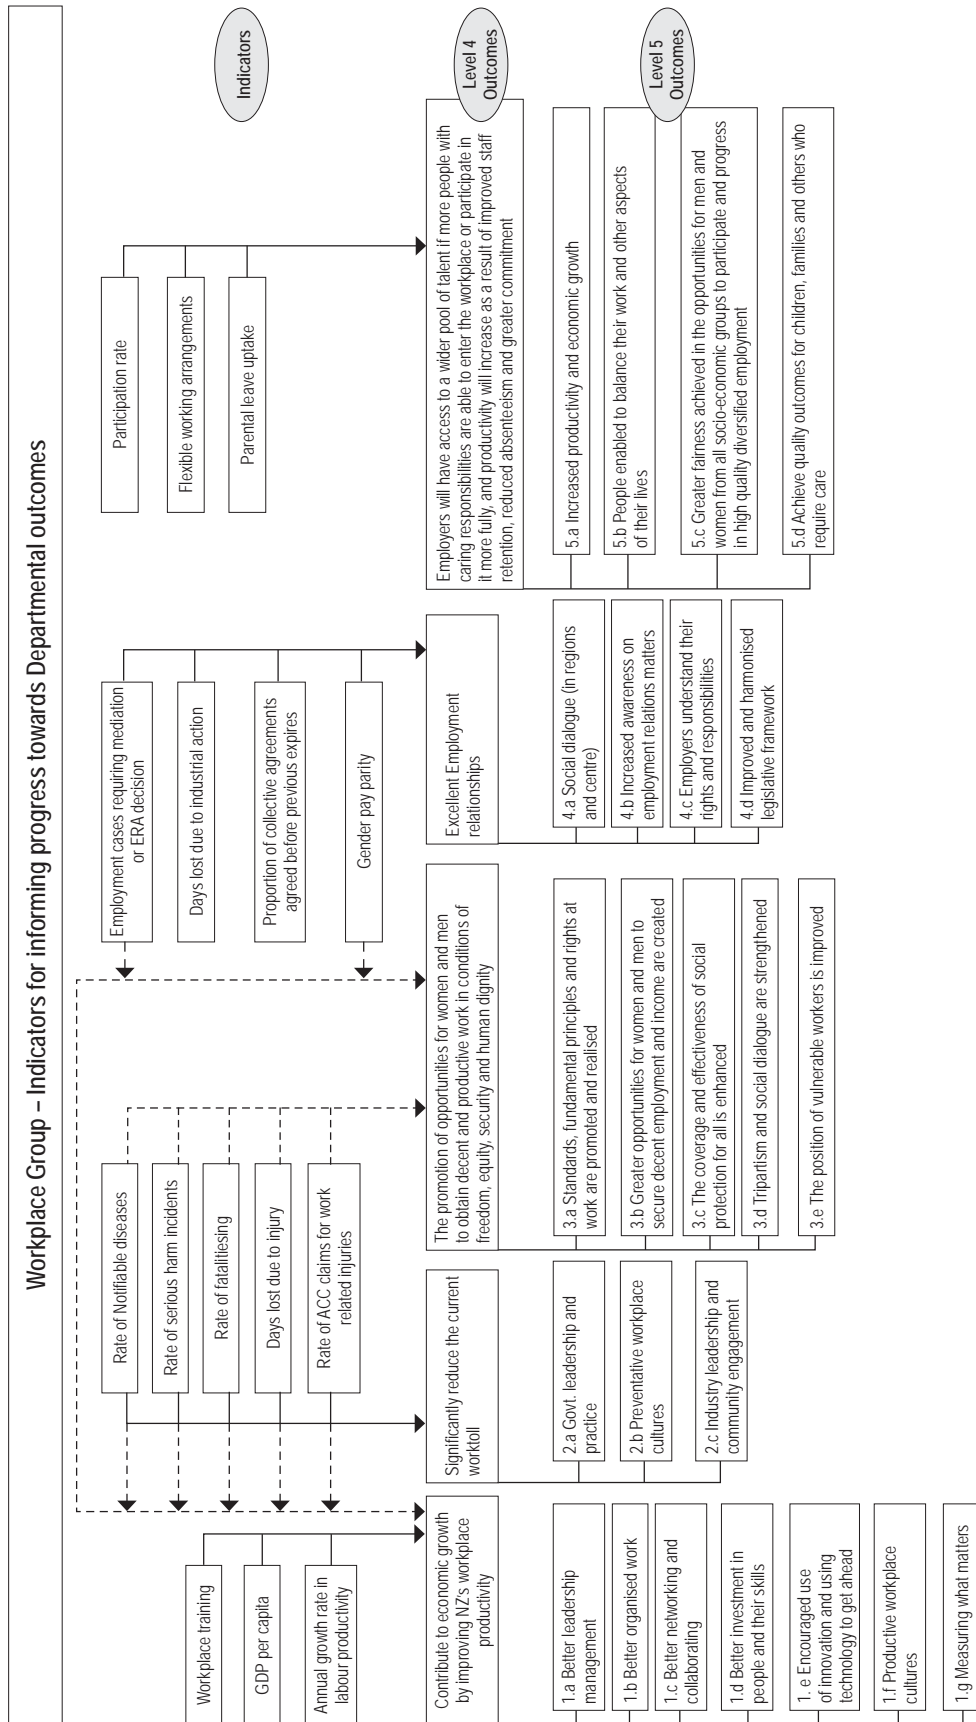 Workplace Group – Indicators for informing progress towards Departmental outcomes
Indicators
Workplace training
GDP per capita
Annual growth rate in
labour productivity
Rate of Notifiable diseases
Rate of serious harm incidents
Rate of fatalitiesing
Days lost due to injury
Rate of ACC claims for work
related injuries
Employment cases requiring mediation
or ERA decision
Days lost due to industrial action
Proportion of collective agreements
agreed before previous expires
Gender pay parity
Participation rate
Flexible working arrangements
Parental leave uptake
Level 4
Outcomes
Contribute to economic growth
by improving NZ's workplace
productivity
Significantly reduce the current
worktoll
The promotion of opportunities for women and men
to obtain decent and productive work in conditions of
freedom, equity, security and human dignity
Excellent Employment
relationships
Employers will have access to a wider pool of talent if more people with
caring responsibilities are able to enter the workplace or participate in
it more fully, and productivity will increase as a result of improved staff
retention, reduced absenteeism and greater commitment
Level 5
Outcomes
1.a Better leadership
management
1.b Better organised work
1.c Better networking and
collaborating
1.d Better investment in
people and their skills
1. e Encouraged use
of innovation and using
technology to get ahead
1.f Productive workplace
cultures
1.g Measuring what matters
2.a Govt. leadership and
practice
2.b Preventative workplace
cultures
2.c Industry leadership and
community engagement
3.a Standards, fundamental principles and rights at
work are promoted and realised
3.b Greater opportunities for women and men to
secure decent employment and income are created
3.c The coverage and effectiveness of social
protection for all is enhanced
3.d Tripartism and social dialogue are strengthened
3.e The position of vulnerable workers is improved
4.a Social dialogue (in regions
and centre)
4.b Increased awareness on
employment relations matters
4.c Employers understand their
rights and responsibilities
4.d Improved and harmonised
legislative framework
5.a Increased productivity and economic growth
5.b People enabled to balance their work and other aspects
of their lives
5.c Greater fairness achieved in the opportunities for men and
women from all socio-economic groups to participate and progress
in high quality diversified employment
5.d Achieve quality outcomes for children, families and others who
require care